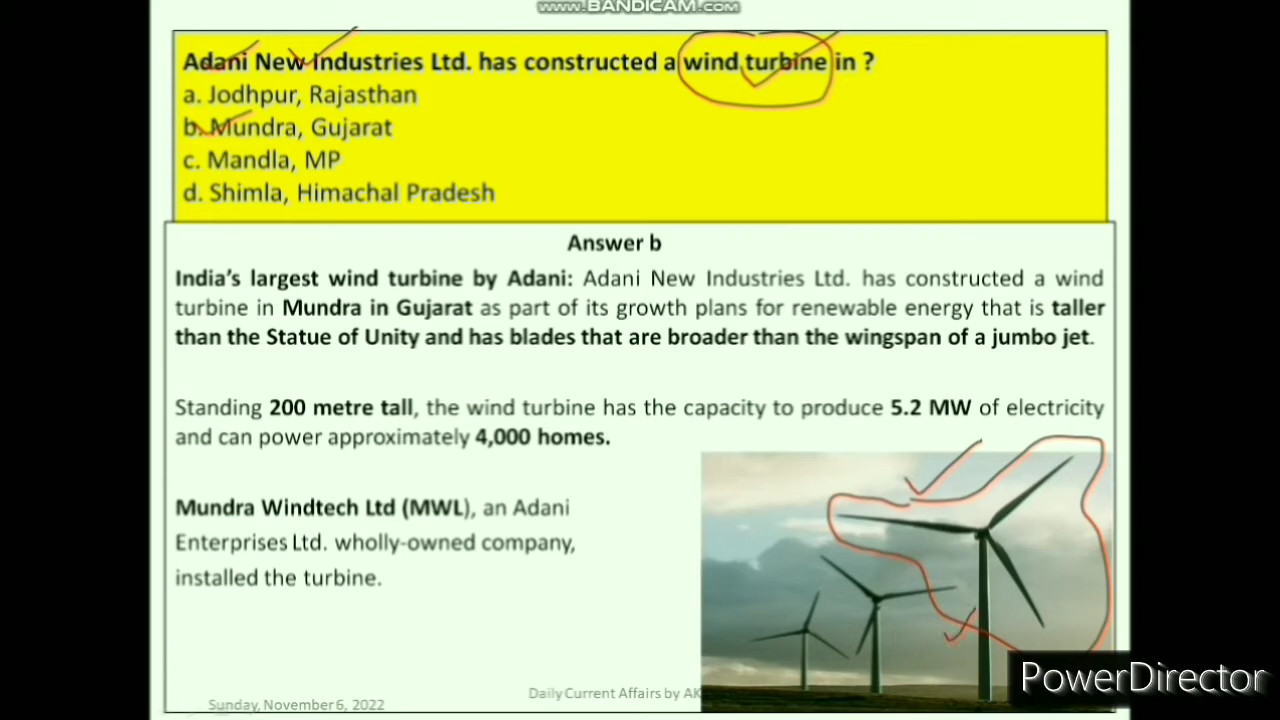 WWW.BANDICAM.COM
Adani New Industries Ltd. has constructed a wind turbine in ?
a. Jodhpur, Rajasthan
b. Mundra, Gujarat
c. Mandla, MP
d. Shimla, Himachal Pradesh
Answer b
India’s largest wind turbine by Adani: Adani New Industries Ltd. has constructed a wind
turbine in Mundra in Gujarat as part of its growth plans for renewable energy that is taller
than the Statue of Unity and has blades that are broader than the wingspan of a jumbo jet.
Standing 200 metre tall, the wind turbine has the capacity to produce 5.2 MW of electricity
and can power approximately 4,000 homes.
Mundra Windtech Ltd (MWL), an Adani
Enterprises Ltd. wholly-owned company,
installed the turbine.
Sunday, November 6, 2022
Daily Current Affairs by AK
PowerDirector